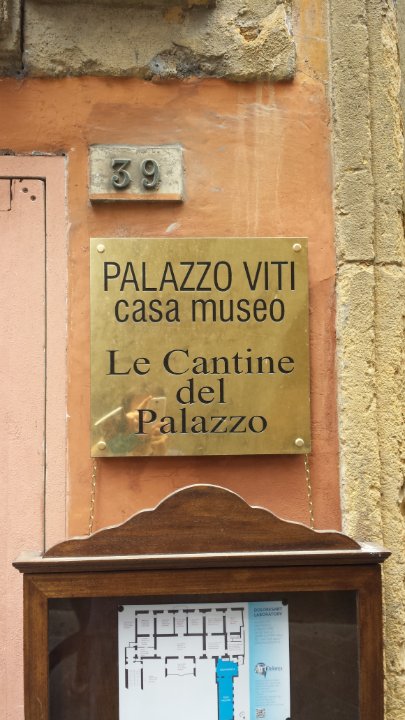 39
PALAZZO VITI
casa museo
Le Cantine
del
Palazzo